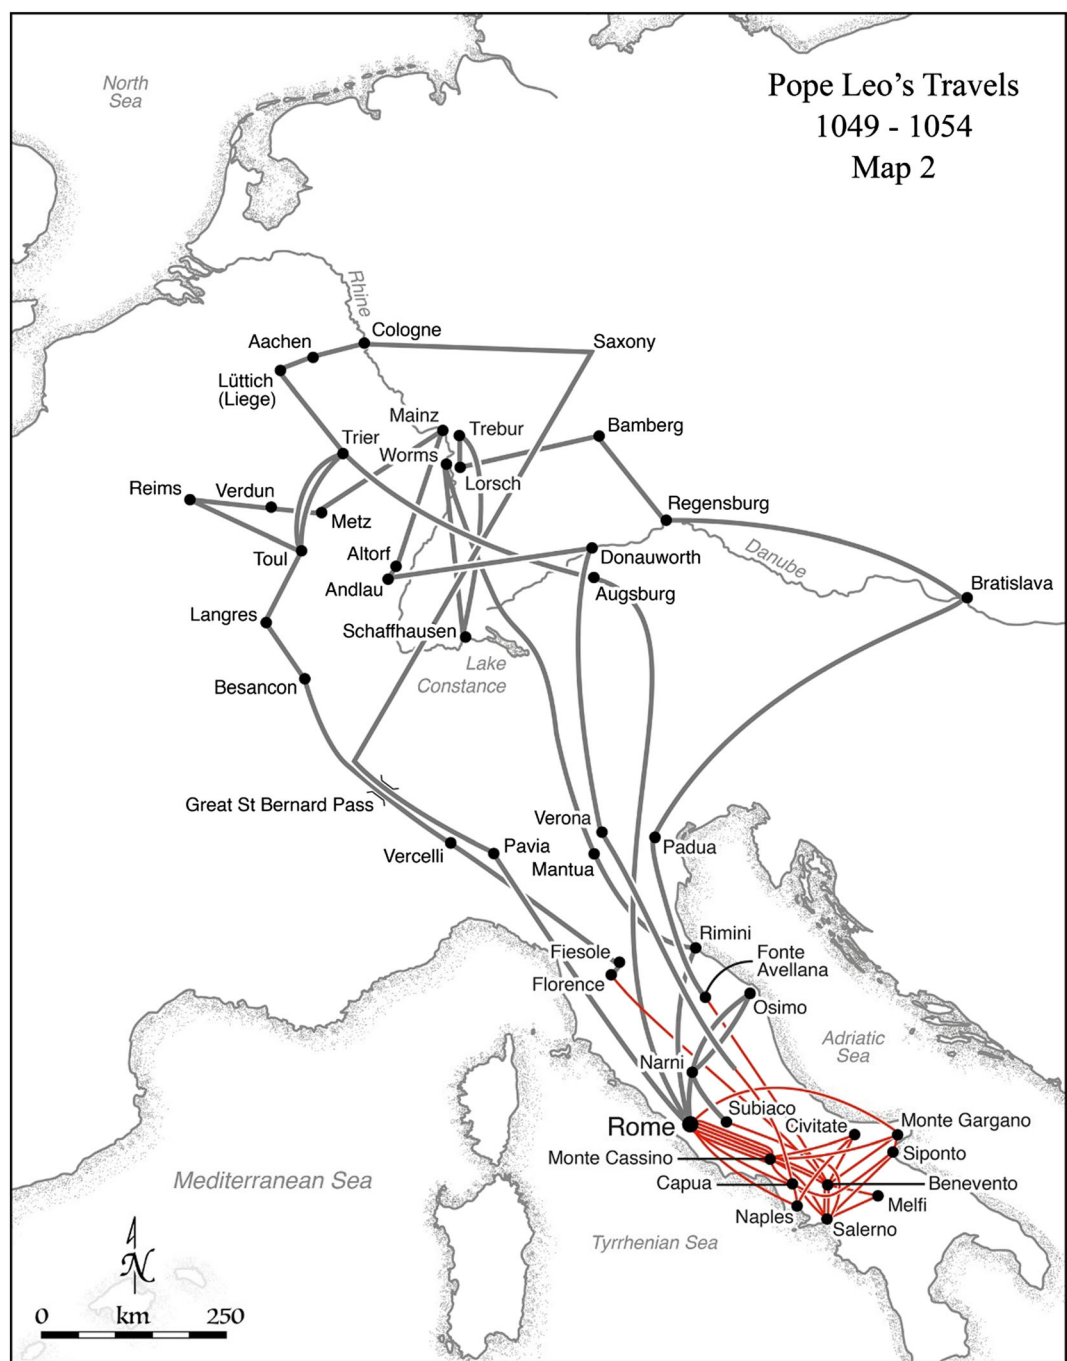 North
Sea
Pope Leo's Travels
1049 - 1054
Map 2
Rhine
Cologne
Aachen
Saxony
Lüttich
(Liege)
Mainz
Trebur
Bamberg
Trier
Worms
Lorsch
Reims
Verdun
Metz
Regensburg
Toul
Altorf
Donauworth
Danube
Andlau
Augsburg
Bratislava
Langres
Schaffhausen
Lake
Constance
Besancon
Great St Bernard Pass
Verona
Padua
Vercelli
Pavia
Mantua
Rimini
Fiesole
Fonte
Avellana
Florence
Osimo
Adriatic
Sea
Narni
Subiaco
Rome
Civitate
Monte Gargano
Monte Cassino
Siponto
Mediterranean Sea
Capua
Benevento
Melfi
Naples
Salerno
Tyrrhenian Sea
N
0 km 250